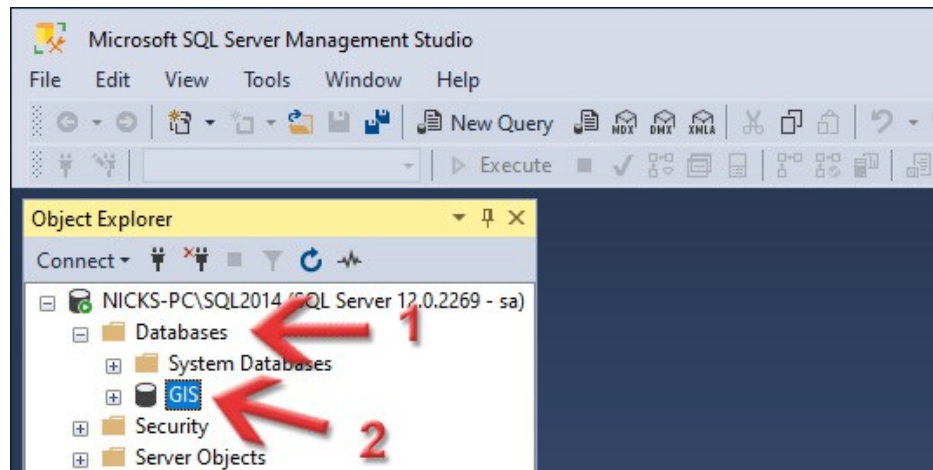 Microsoft SQL Server Management Studio
File Edit View Tools Window Help
New Query MDX DMX XMLA
Execute
Object Explorer
Connect
NICKS-PC\SQL2014 (SQL Server 12.0.2269 - sa)
Databases 1
System Databases
GIS
Security 2
Server Objects